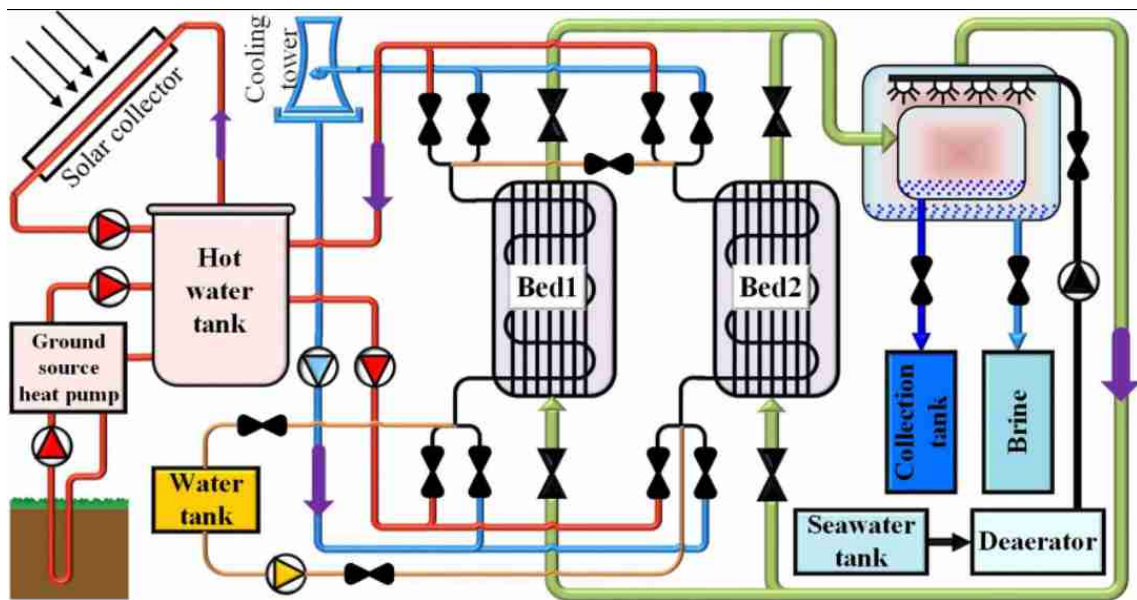 Solar collector
Cooling
tower
Hot
water
tank
Ground
source
heat pump
Water
tank
Bed1
Bed2
Collection
tank
Brine
Seawater
tank
Deaerator